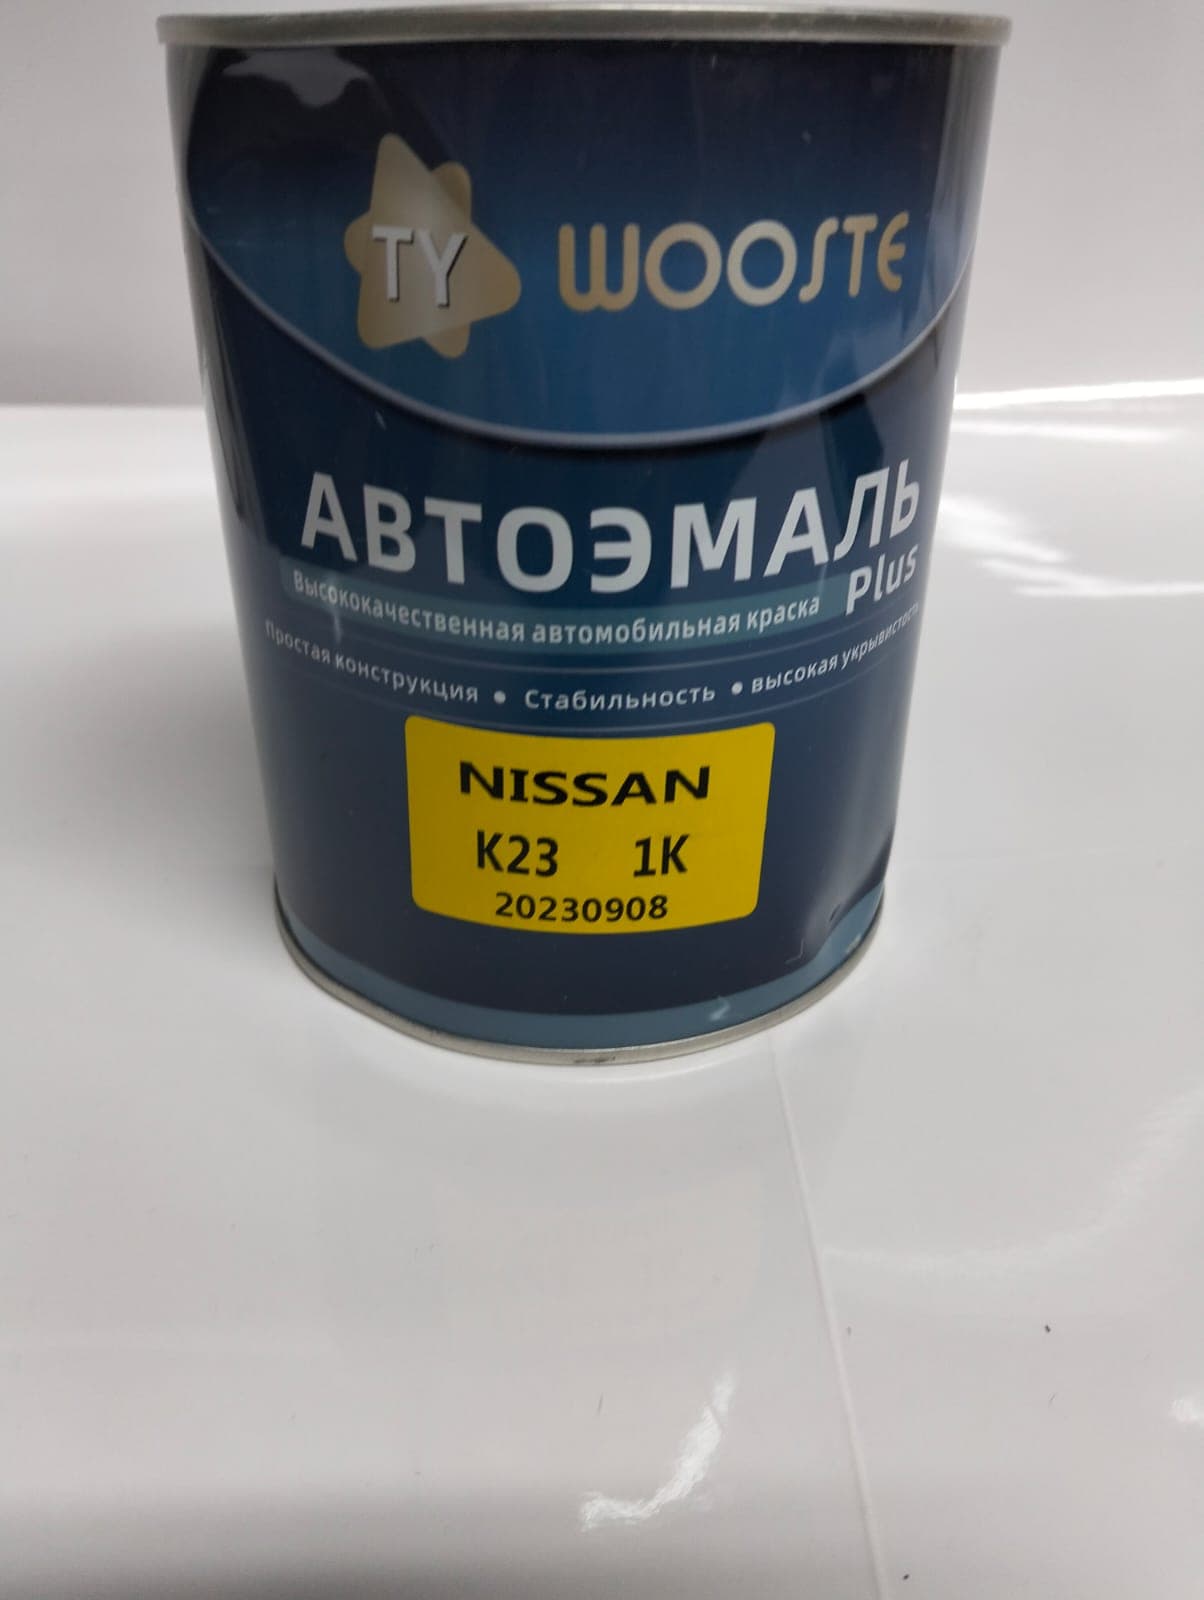 TY WOOSTE
АВТОЭМАЛЬ
Plus
Высококачественная автомобильная краска
Простая конструкция • Стабильность • высокая укрывистость
NISSAN
K23 1K
20230908